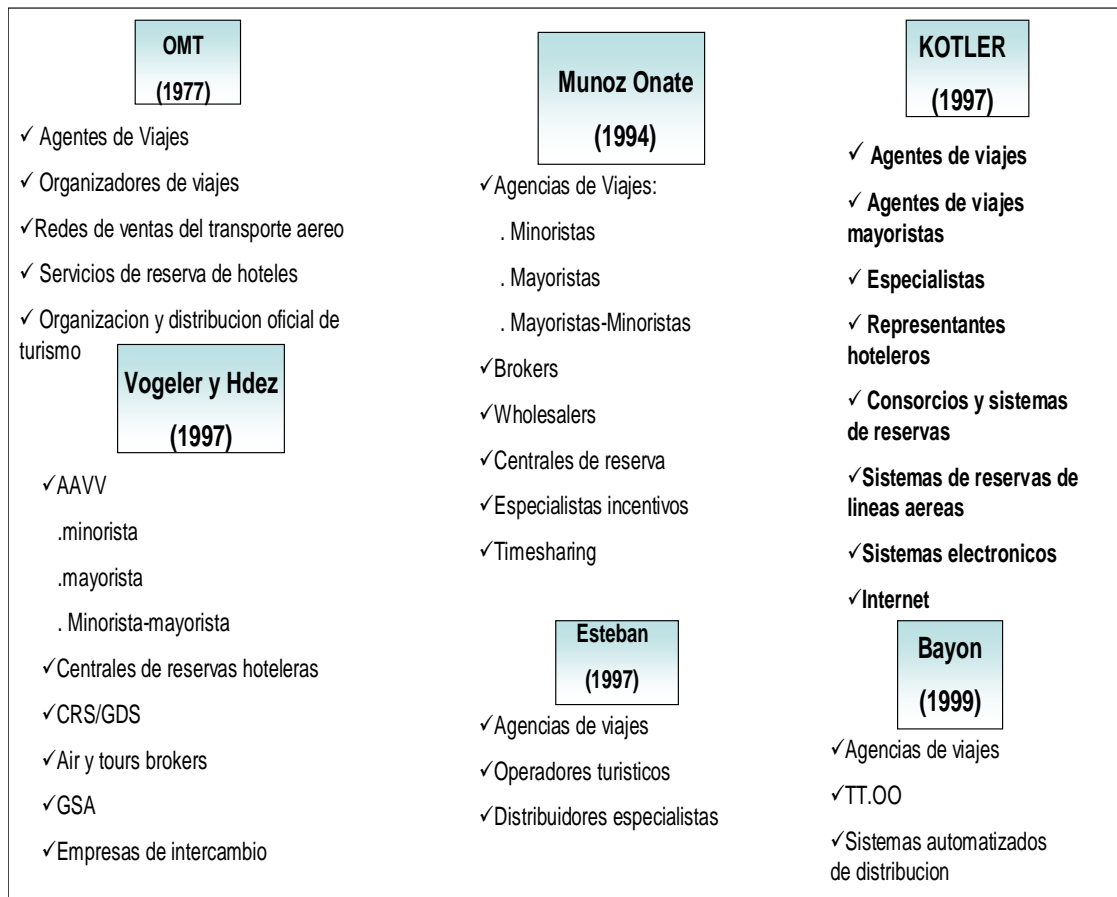 OMT
(1977)
✓ Agentes de Viajes
✓ Organizadores de viajes
✓Redes de ventas del transporte aereo
✓ Servicios de reserva de hoteles
✓ Organizacion y distribucion oficial de
turismo
Vogeler y Hdez
(1997)
✓AAVV
.minorista
.mayorista
. Minorista-mayorista
✓Centrales de reservas hoteleras
✓CRS/GDS
✓Air y tours brokers
✓GSA
✓Empresas de intercambio
Munoz Onate
(1994)
✓Agencias de Viajes:
. Minoristas
. Mayoristas
. Mayoristas-Minoristas
✓Brokers
✓Wholesalers
✓Centrales de reserva
✓Especialistas incentivos
✓Timesharing
Esteban
(1997)
✓Agencias de viajes
✓Operadores turisticos
✓Distribuidores especialistas
KOTLER
(1997)
✓ Agentes de viajes
✓ Agentes de viajes
mayoristas
✓ Especialistas
✓ Representantes
hoteleros
✓ Consorcios y sistemas
de reservas
✓Sistemas de reservas de
lineas aereas
✓Sistemas electronicos
✓Internet
Bayon
(1999)
✓Agencias de viajes
✓TT.OO
✓Sistemas automatizados
de distribucion